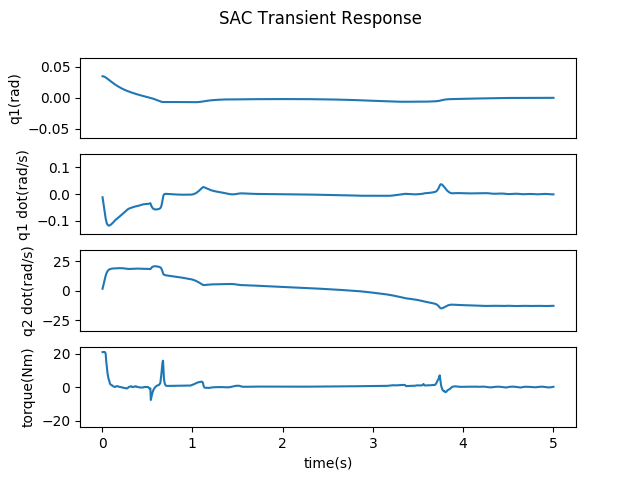 SAC Transient Response
q1(rad)
0.05
0.00
−0.05
q1 dot(rad/s)
0.1
0.0
−0.1
q2 dot(rad/s)
25
0
−25
torque(Nm)
20
0
−20
0 1 2 3 4 5
time(s)